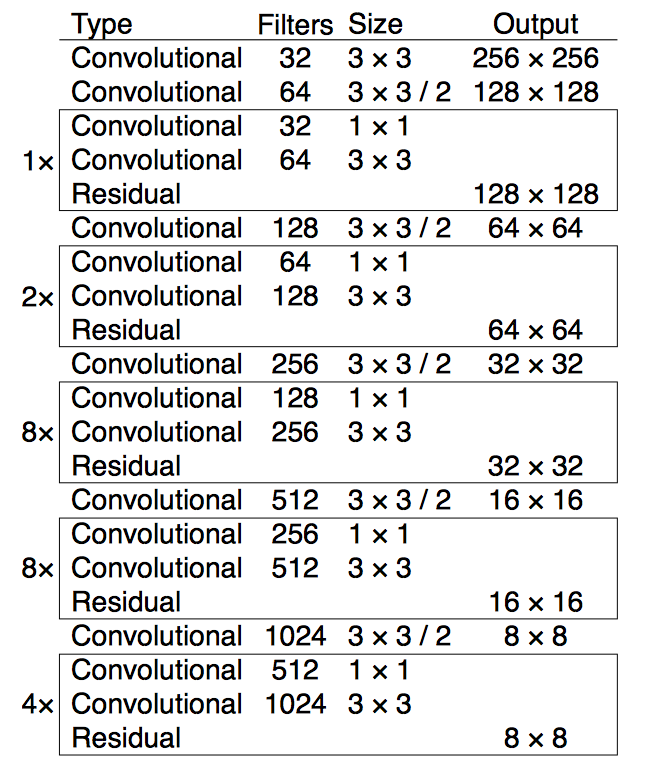 Type Filters Size Output
Convolutional 32 3 × 3 256 × 256
Convolutional 64 3 × 3 / 2 128 × 128
Convolutional 32 1 × 1
1× Convolutional 64 3 × 3
Residual 128 × 128
Convolutional 128 3 × 3 / 2 64 × 64
Convolutional 64 1 × 1
2× Convolutional 128 3 × 3
Residual 64 × 64
Convolutional 256 3 × 3 / 2 32 × 32
Convolutional 128 1 × 1
8× Convolutional 256 3 × 3
Residual 32 × 32
Convolutional 512 3 × 3 / 2 16 × 16
Convolutional 256 1 × 1
8× Convolutional 512 3 × 3
Residual 16 × 16
Convolutional 1024 3 × 3 / 2 8 × 8
Convolutional 512 1 × 1
4× Convolutional 1024 3 × 3
Residual 8 × 8